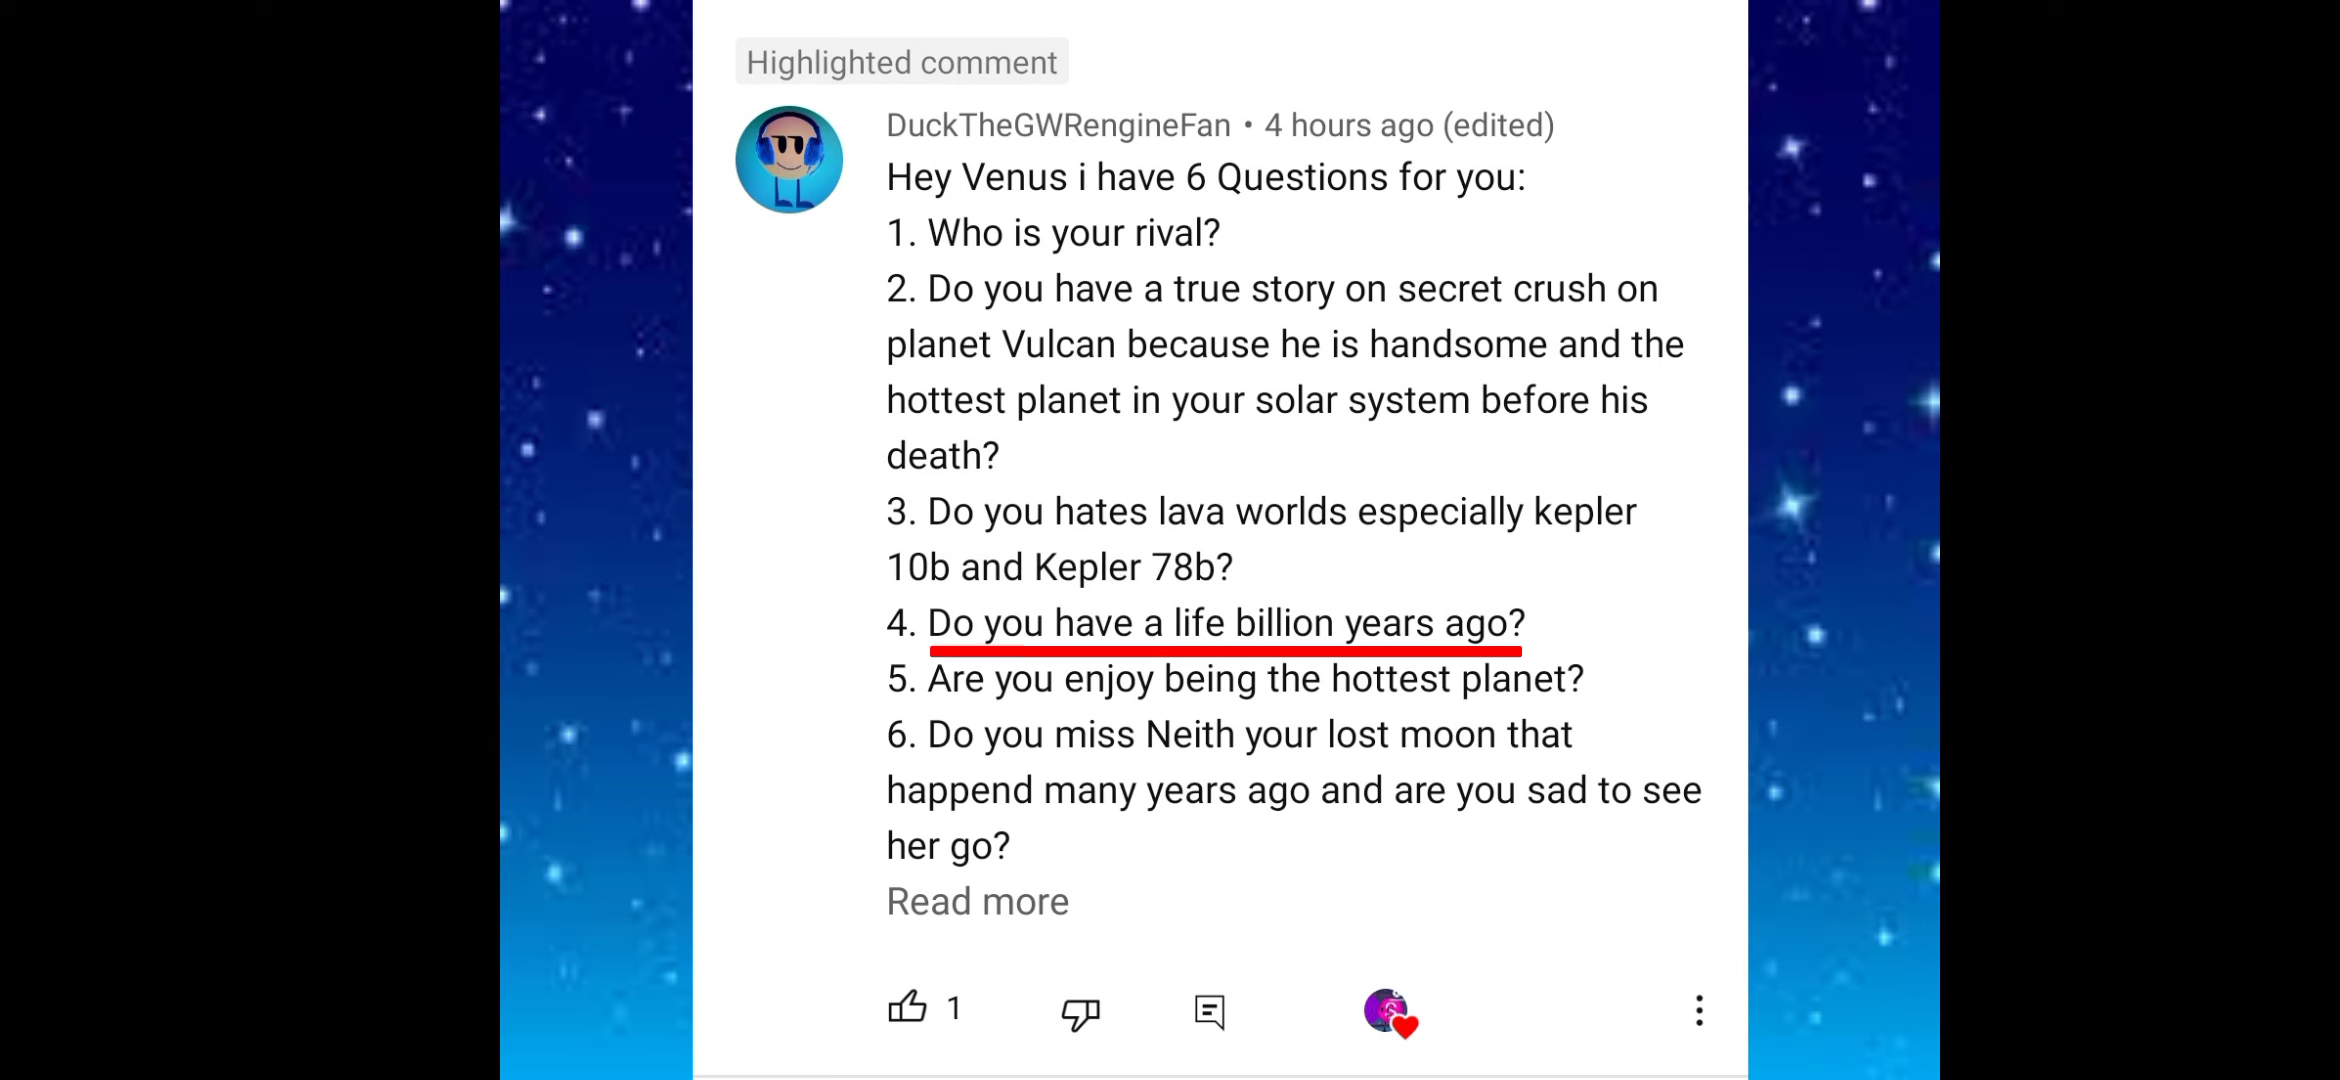 Highlighted comment
DuckTheGWRengineFan • 4 hours ago (edited)
Hey Venus i have 6 Questions for you:
1. Who is your rival?
2. Do you have a true story on secret crush on
planet Vulcan because he is handsome and the
hottest planet in your solar system before his
death?
3. Do you hates lava worlds especially kepler
10b and Kepler 78b?
4. Do you have a life billion years ago?
5. Are you enjoy being the hottest planet?
6. Do you miss Neith your lost moon that
happend many years ago and are you sad to see
her go?
Read more
1